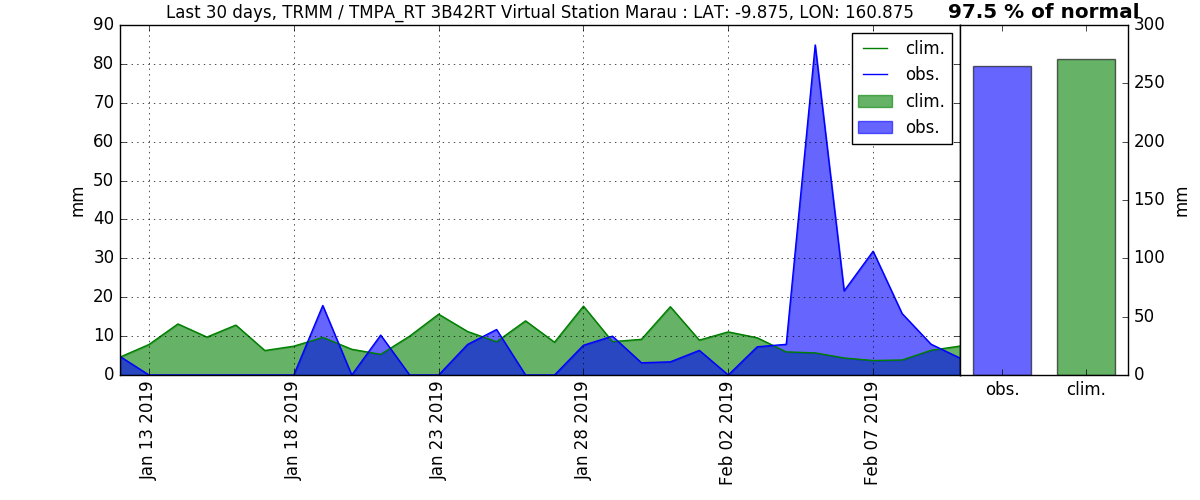 Last 30 days, TRMM / TMPA_RT 3B42RT Virtual Station Marau : LAT: -9.875, LON: 160.875
97.5 % of normal
90
80
70
60
50
40
30
20
10
0
mm
clim.
obs.
clim.
obs.
Jan 13 2019
Jan 18 2019
Jan 23 2019
Jan 28 2019
Feb 02 2019
Feb 07 2019
300
250
200
150
100
50
0
mm
obs.
clim.